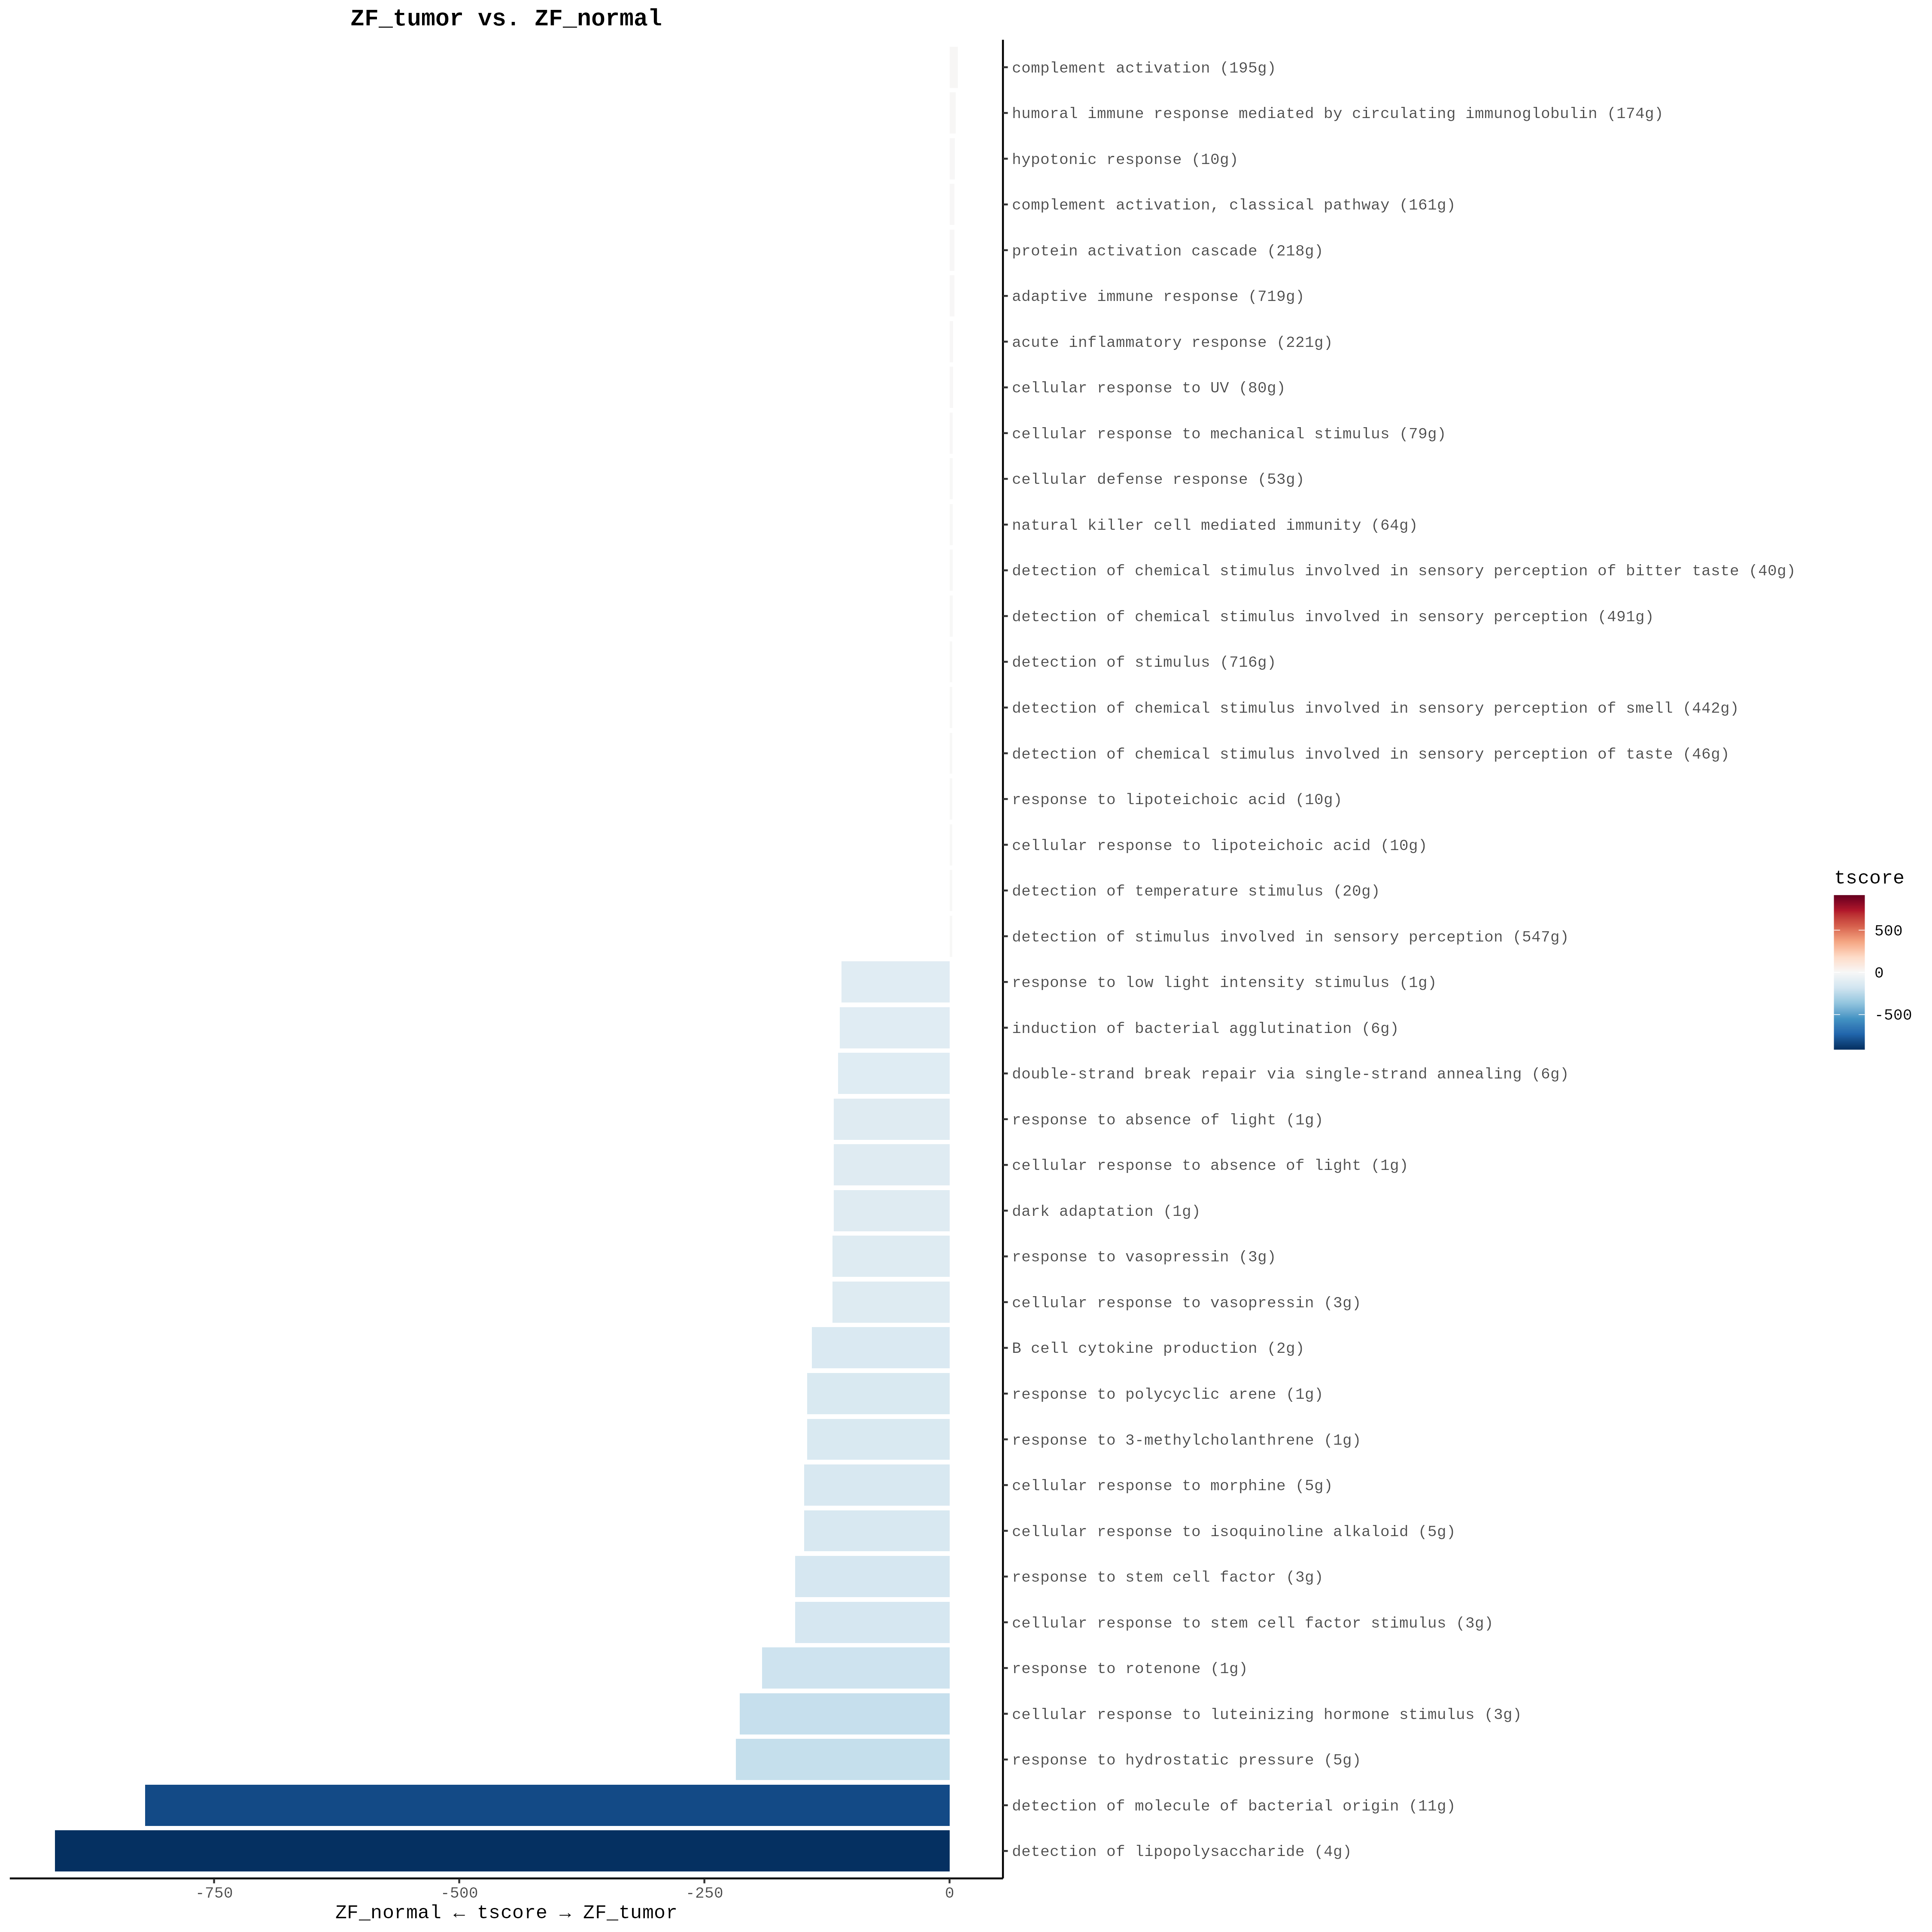 ZF_tumor vs. ZF_normal
complement activation (195g)
humoral immune response mediated by circulating immunoglobulin (174g)
hypotonic response (10g)
complement activation, classical pathway (161g)
protein activation cascade (218g)
adaptive immune response (719g)
acute inflammatory response (221g)
cellular response to UV (80g)
cellular response to mechanical stimulus (79g)
cellular defense response (53g)
natural killer cell mediated immunity (64g)
detection of chemical stimulus involved in sensory perception of bitter taste (40g)
detection of chemical stimulus involved in sensory perception (491g)
detection of stimulus (716g)
detection of chemical stimulus involved in sensory perception of smell (442g)
detection of chemical stimulus involved in sensory perception of taste (46g)
response to lipoteichoic acid (10g)
cellular response to lipoteichoic acid (10g)
detection of temperature stimulus (20g)
detection of stimulus involved in sensory perception (547g)
response to low light intensity stimulus (1g)
induction of bacterial agglutination (6g)
double-strand break repair via single-strand annealing (6g)
response to absence of light (1g)
cellular response to absence of light (1g)
dark adaptation (1g)
response to vasopressin (3g)
cellular response to vasopressin (3g)
B cell cytokine production (2g)
response to polycyclic arene (1g)
response to 3-methylcholanthrene (1g)
cellular response to morphine (5g)
cellular response to isoquinoline alkaloid (5g)
response to stem cell factor (3g)
cellular response to stem cell factor stimulus (3g)
response to rotenone (1g)
cellular response to luteinizing hormone stimulus (3g)
response to hydrostatic pressure (5g)
detection of molecule of bacterial origin (11g)
detection of lipopolysaccharide (4g)
-750 -500 -250 0
ZF_normal ← tscore → ZF_tumor
tscore
500
0
-500